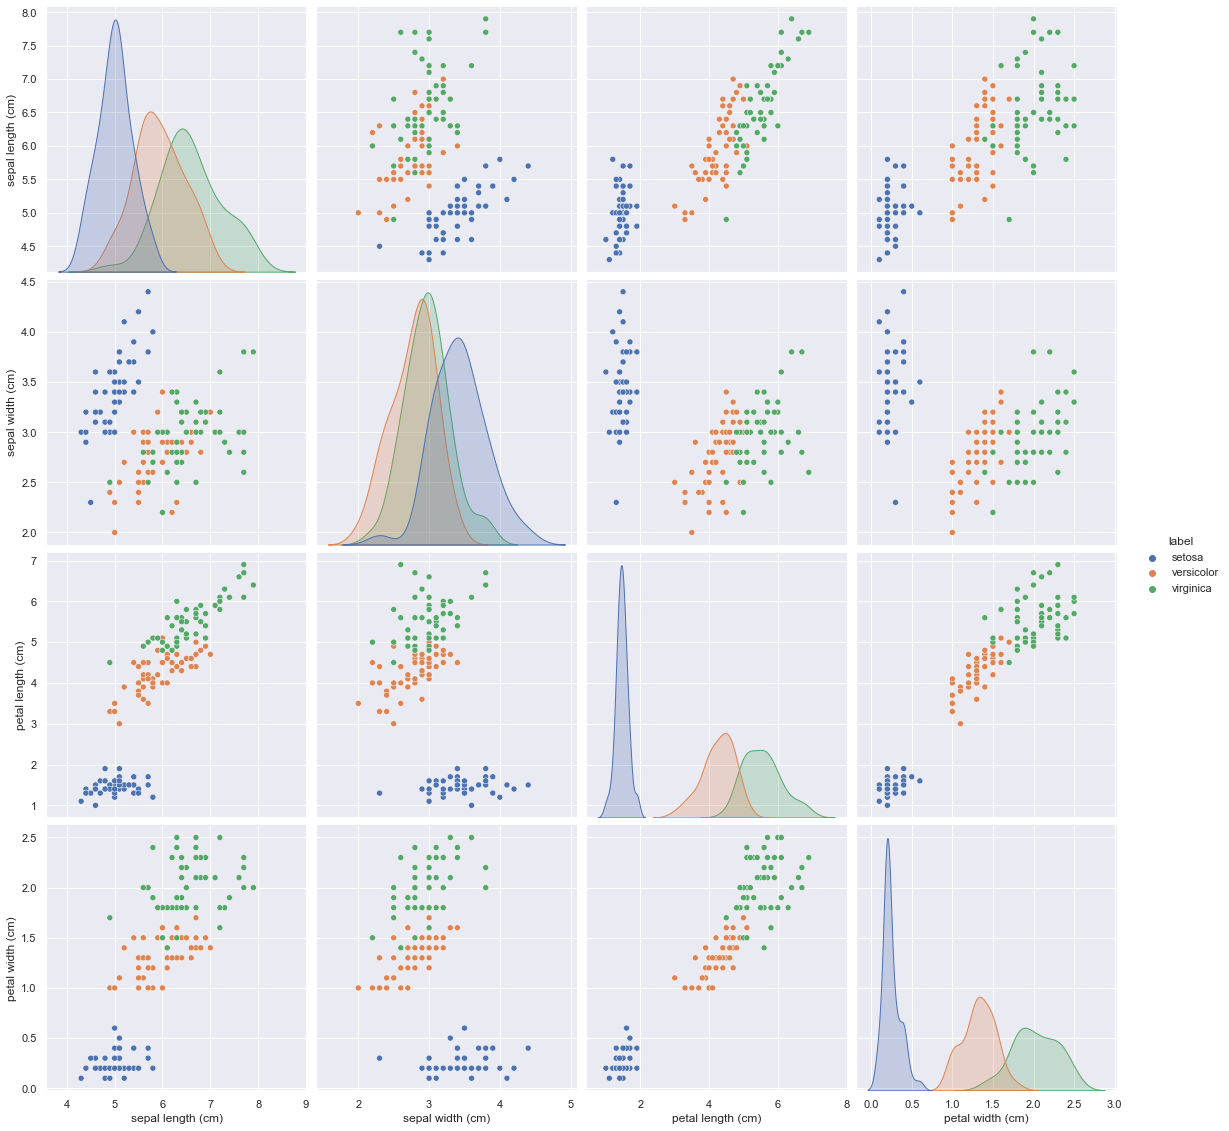 8.0
7.5
7.0
6.5
6.0
5.5
5.0
4.5
sepal length (cm)
4.5
4.0
3.5
3.0
2.5
2.0
sepal width (cm)
label
setosa
versicolor
virginica
7
6
5
4
3
2
1
petal length (cm)
2.5
2.0
1.5
1.0
0.5
0.0
petal width (cm)
4 5 6 7 8 9
sepal length (cm)
2 3 4 5
sepal width (cm)
2 4 6 8
petal length (cm)
0.0 0.5 1.0 1.5 2.0 2.5 3.0
petal width (cm)